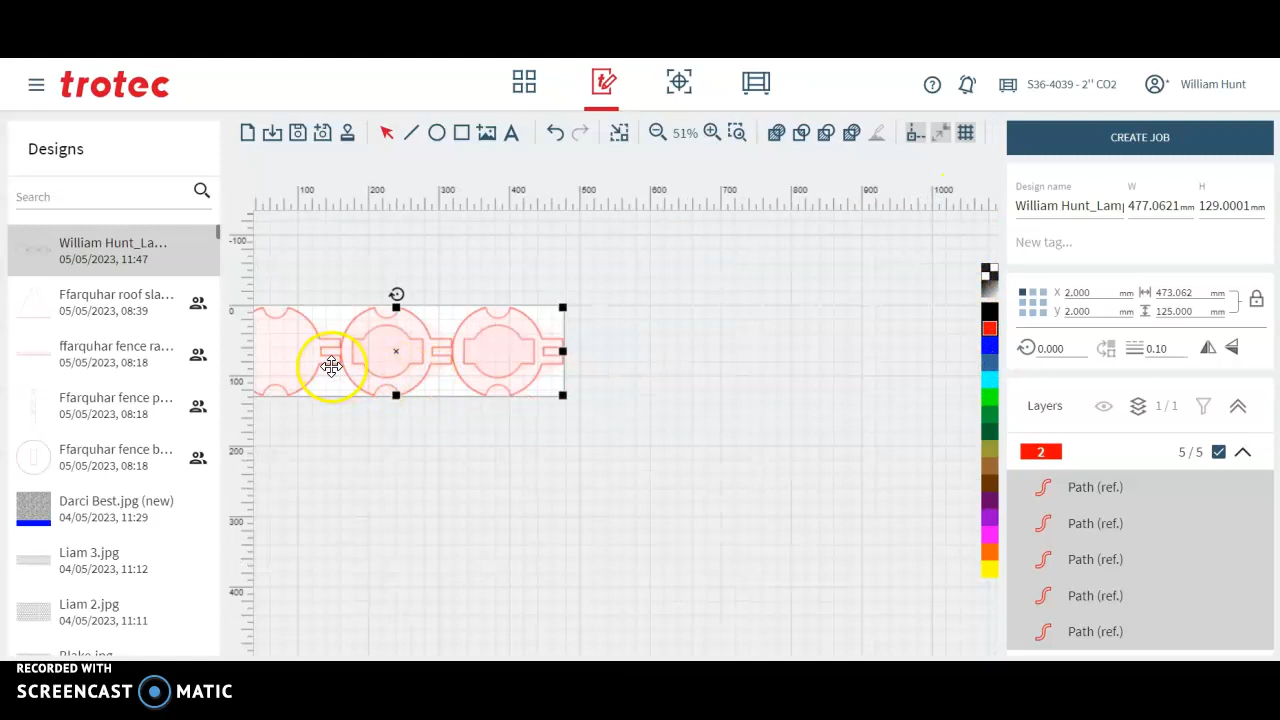 trotec
S36-4039 - 2'' CO2
William Hunt
Designs
51%
CREATE JOB
Search
Design name
W
H
William Hunt_Lam
477.0621mm
129.0001mm
New tag...
William Hunt_La...
05/05/2023, 11:47
Ffarquhar roof sla...
05/05/2023, 08:39
ffarquhar fence ra...
05/05/2023, 08:18
Ffarquhar fence p...
05/05/2023, 08:18
Ffarquhar fence b...
05/05/2023, 08:18
Darci Best.jpg (new)
04/05/2023, 11:29
Liam 3.jpg
04/05/2023, 11:12
Liam 2.jpg
04/05/2023, 11:11
Blake.jpg
100
200
300
400
500
600
700
800
900
1000
-100
0
100
200
300
400
X 2.000 mm 473.062 mm
y 2.000 mm 125.000 mm
0.000
0.10 mm
Layers
1 / 1
2
5 / 5
Path (ref.)
Path (ref.)
Path (ref.)
Path (ref.)
Path (ref.)
RECORDED WITH
SCREENCAST MATIC